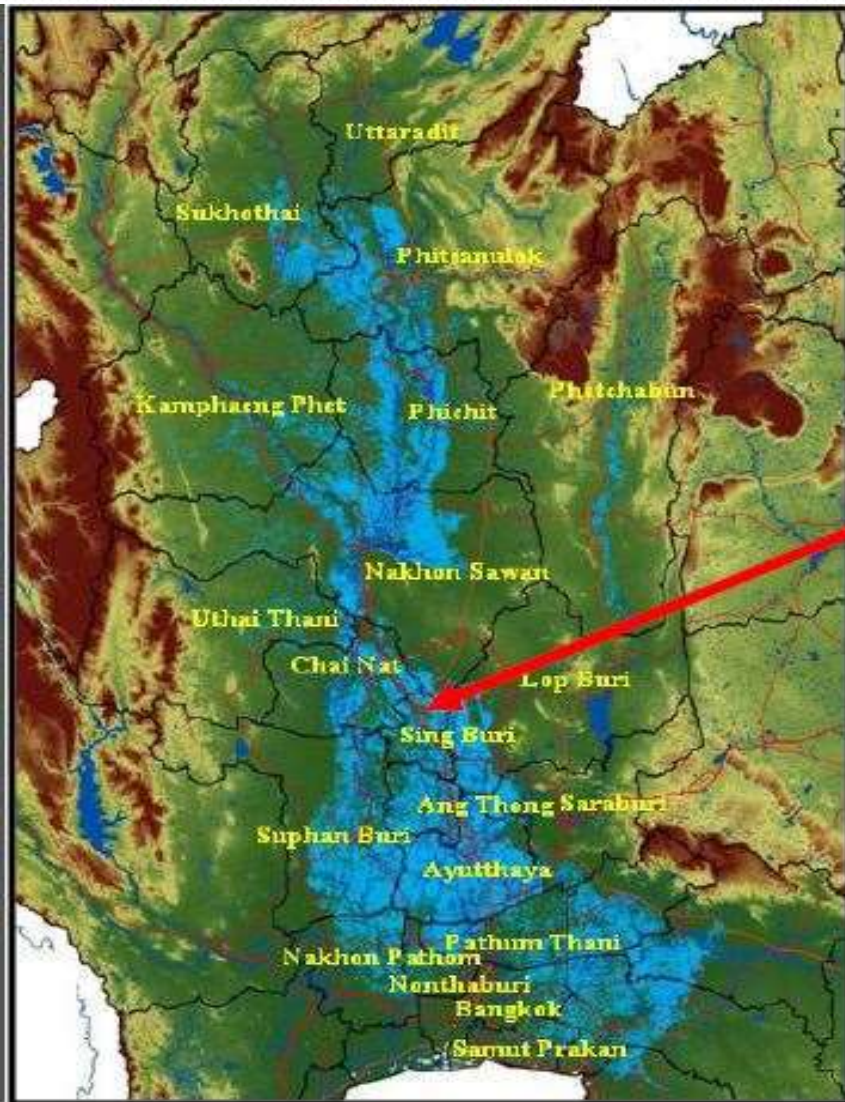 Uttaradit
Sukhothai
Phitsanulok
Kamphaeng Phet
Phichit
Phetchabun
Nakhon Sawan
Uthai Thani
Chai Nat
Lop Buri
Sing Buri
Ang Thong
Saraburi
Suphan Buri
Ayutthaya
Pathum Thani
Nakhon Pathom
Nonthaburi
Bangkok
Samut Prakan